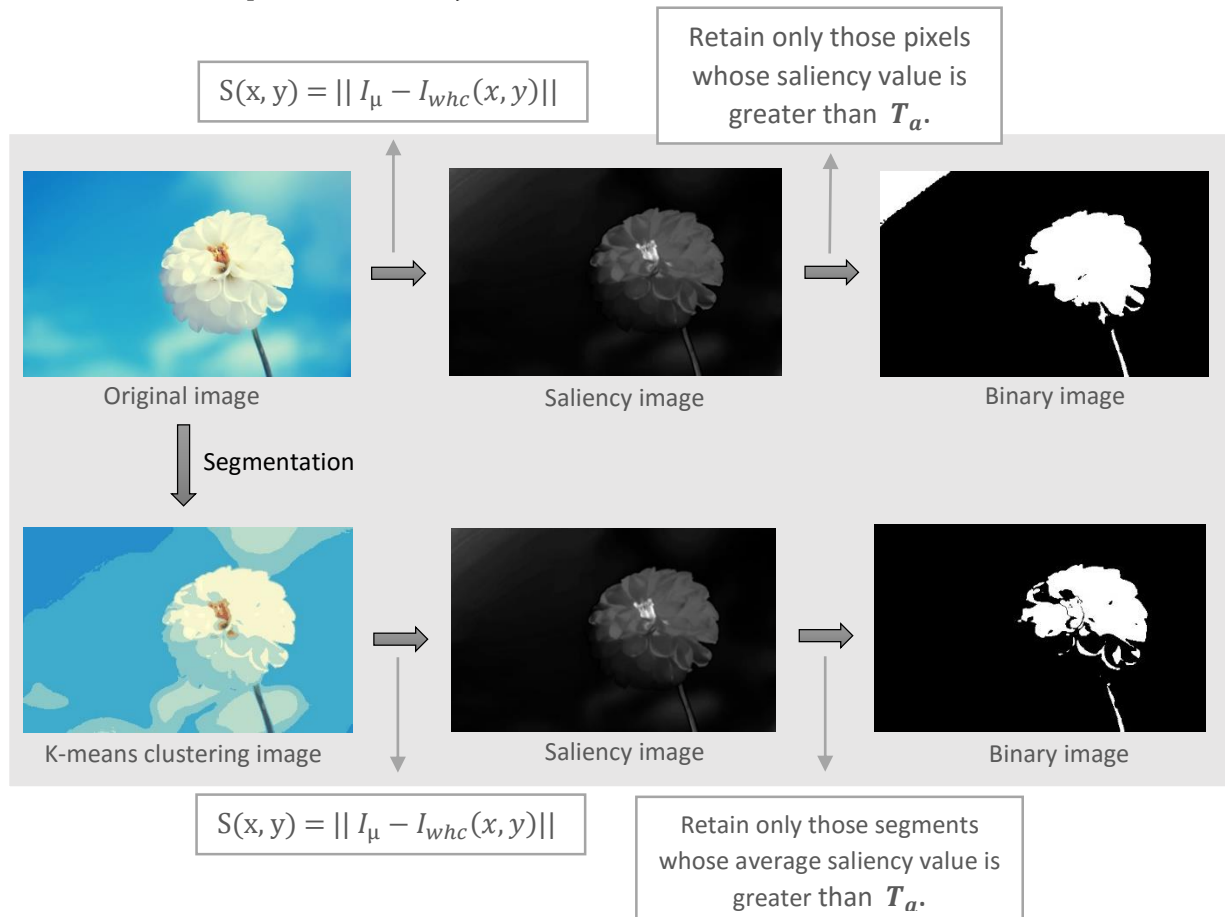 S(x, y) = || I_μ − I_whc(x, y)||
Retain only those pixels
whose saliency value is
greater than T_a.
Original image
Saliency image
Binary image
Segmentation
K-means clustering image
Saliency image
Binary image
S(x, y) = || I_μ − I_whc(x, y)||
Retain only those segments
whose average saliency value is
greater than T_a.